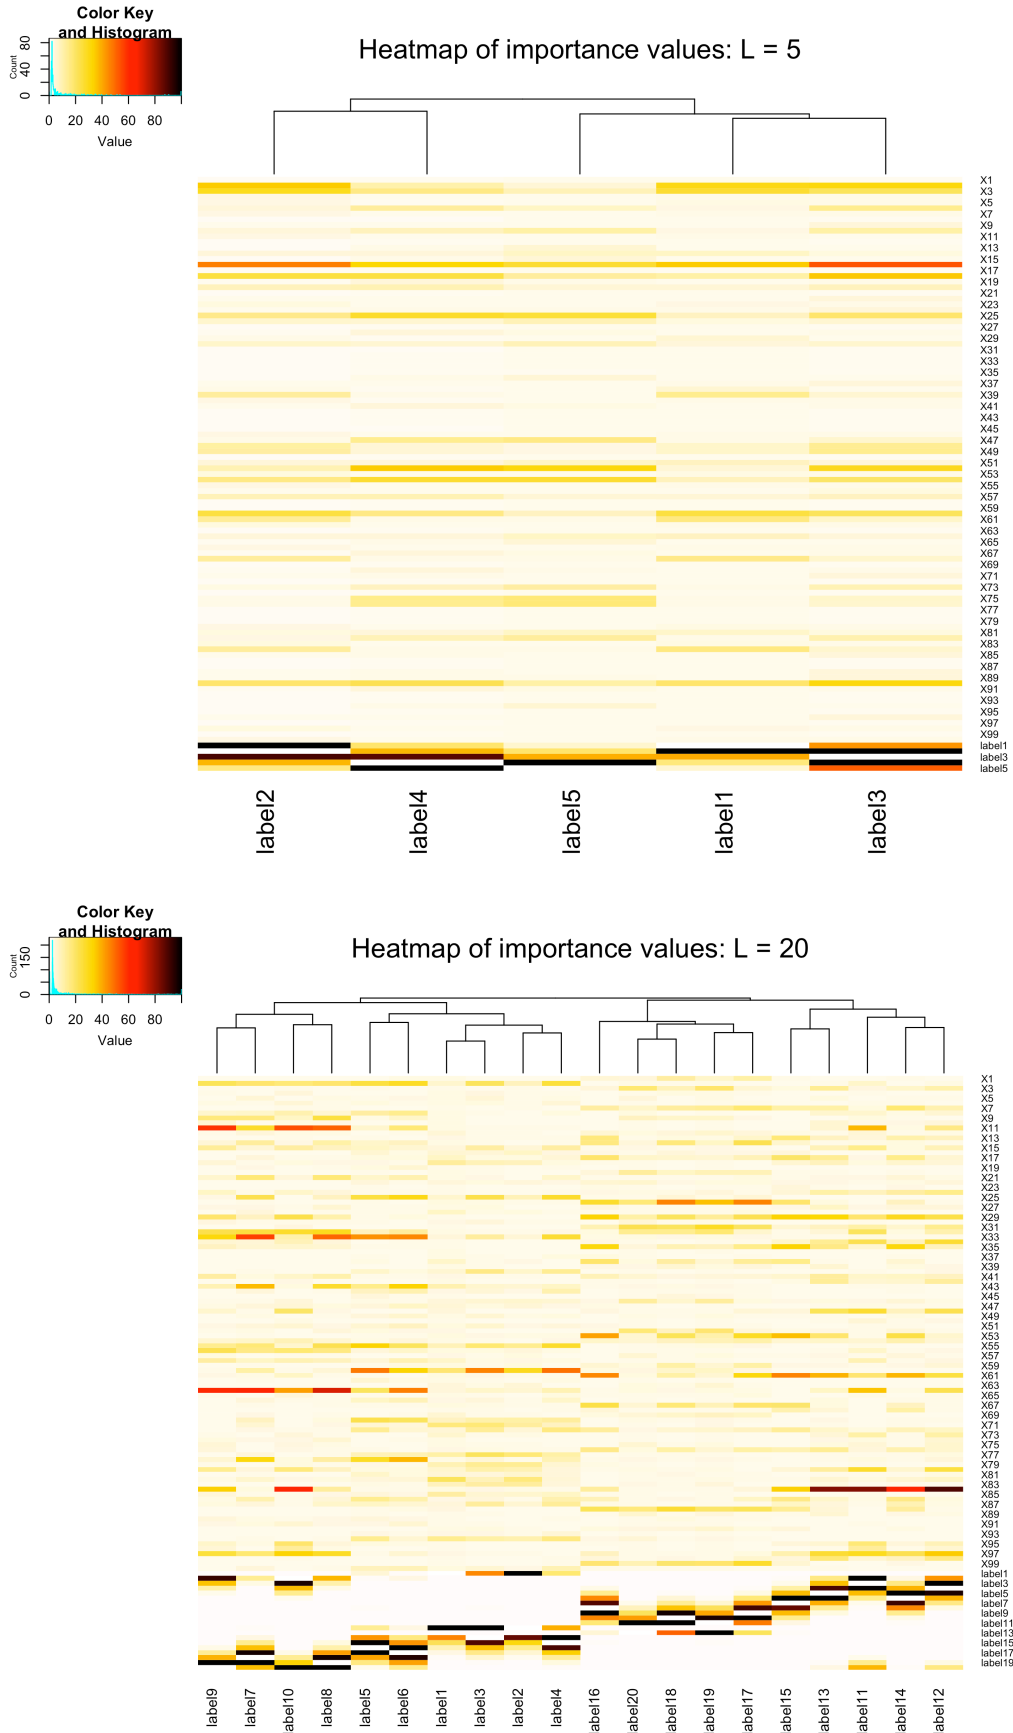 Color Key
and Histogram
Count
0 40 80
0 20 40 60 80
Value
Heatmap of importance values: L = 5
X1
X3
X5
X7
X9
X11
X13
X15
X17
X19
X21
X23
X25
X27
X29
X31
X33
X35
X37
X39
X41
X43
X45
X47
X49
X51
X53
X55
X57
X59
X61
X63
X65
X67
X69
X71
X73
X75
X77
X79
X81
X83
X85
X87
X89
X91
X93
X95
X97
X99
label1
label3
label5
label2 label4 label5 label1 label3
Color Key
and Histogram
Count
0 150
0 20 40 60 80
Value
Heatmap of importance values: L = 20
X1
X3
X5
X7
X9
X11
X13
X15
X17
X19
X21
X23
X25
X27
X29
X31
X33
X35
X37
X39
X41
X43
X45
X47
X49
X51
X53
X55
X57
X59
X61
X63
X65
X67
X69
X71
X73
X75
X77
X79
X81
X83
X85
X87
X89
X91
X93
X95
X97
X99
label1
label3
label5
label7
label9
label11
label13
label15
label17
label19
label9 label7 label10 label8 label5 label6 label1 label3 label2 label4 label16 label20 label18 label19 label17 label15 label13 label11 label14 label12